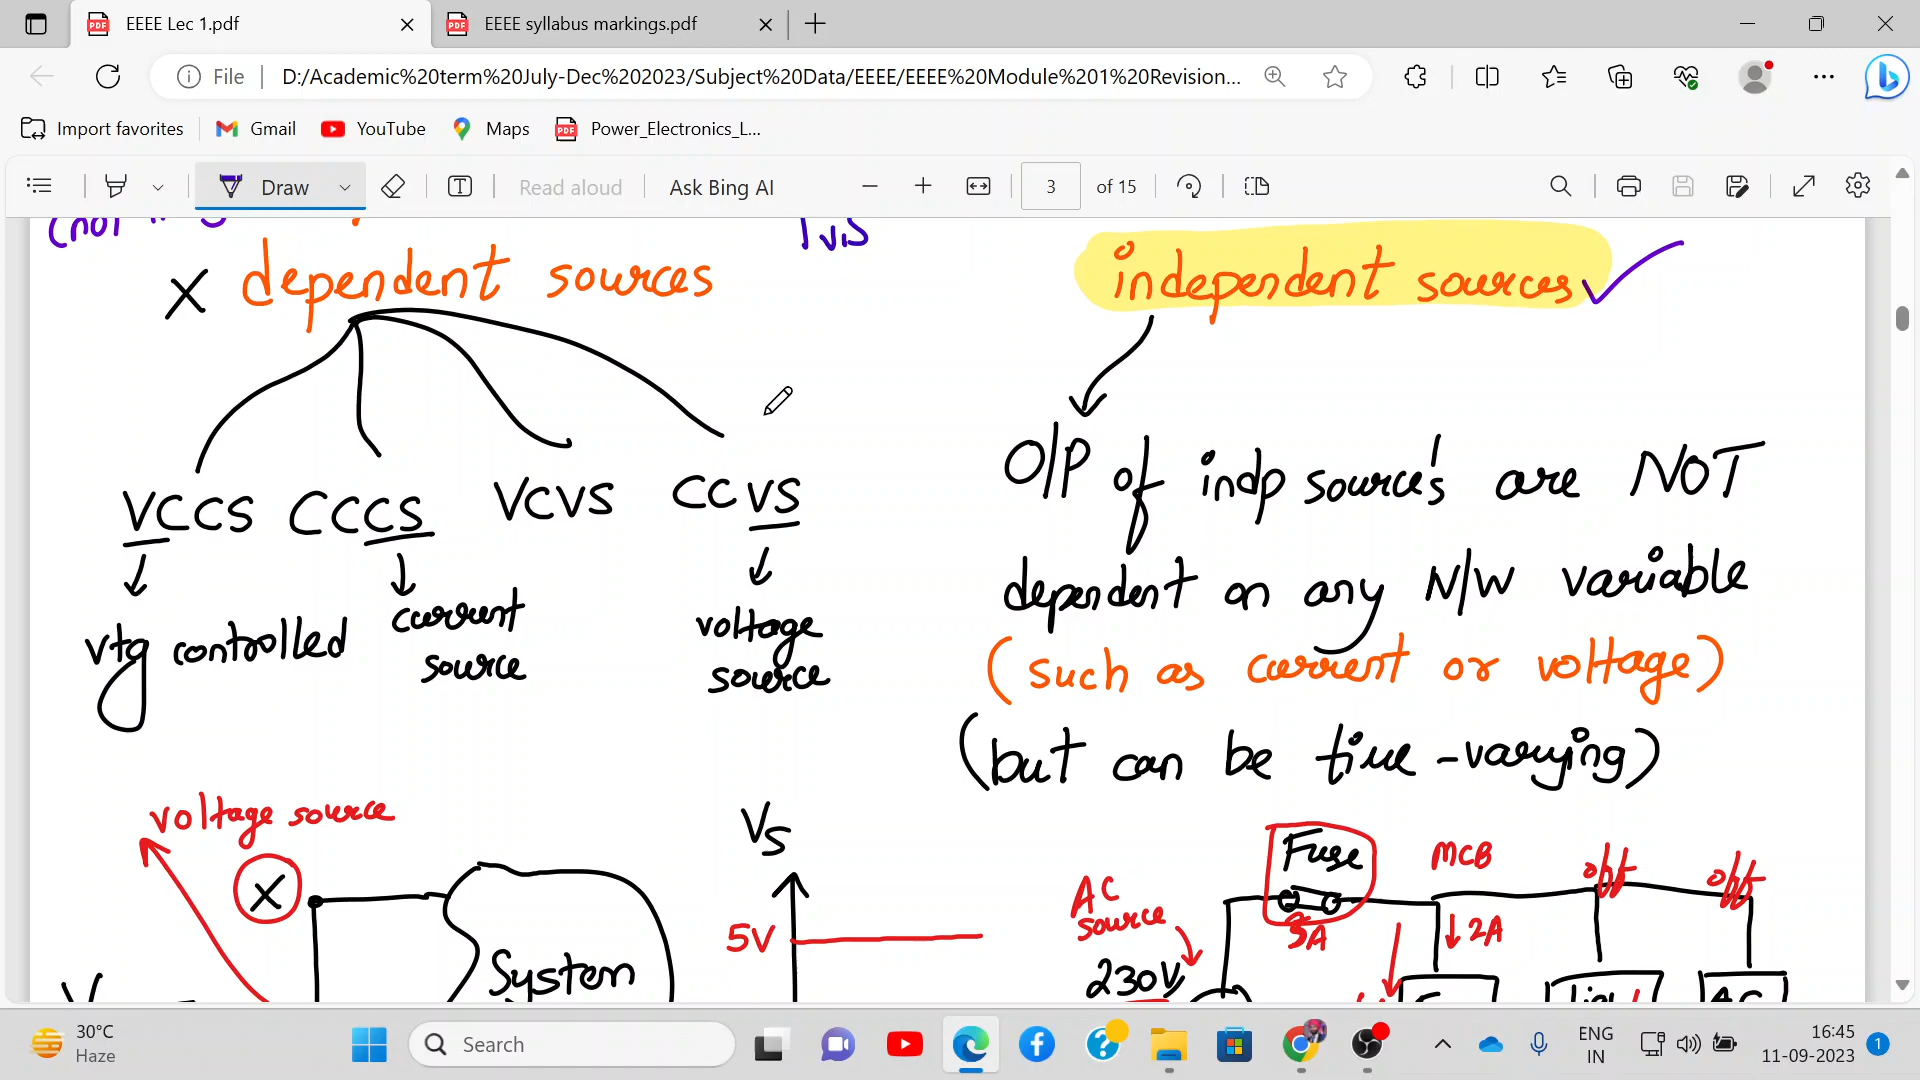 EEEE Lec 1.pdf
EEEE syllabus markings.pdf
File
D:/Academic%20term%20July-Dec%202023/Subject%20Data/EEEE/EEEE%20Module%201%20Revision...
Import favorites
Gmail
YouTube
Maps
Power_Electronics_L...
Draw
Read aloud
Ask Bing AI
3
of 15
X dependent sources
independent sources
VCCS CCCS VCVS CCVS
vtg controlled
current
source
voltage
source
O/P of indp source's are NOT
dependent on any N/W variable
(such as current or voltage)
(but can be time-varying)
voltage source
X
System
Vs
5V
AC
source
230V
Fuse
MCB
off
off
2A
AC
30°C
Haze
Search
ENG
IN
16:45
11-09-2023
1